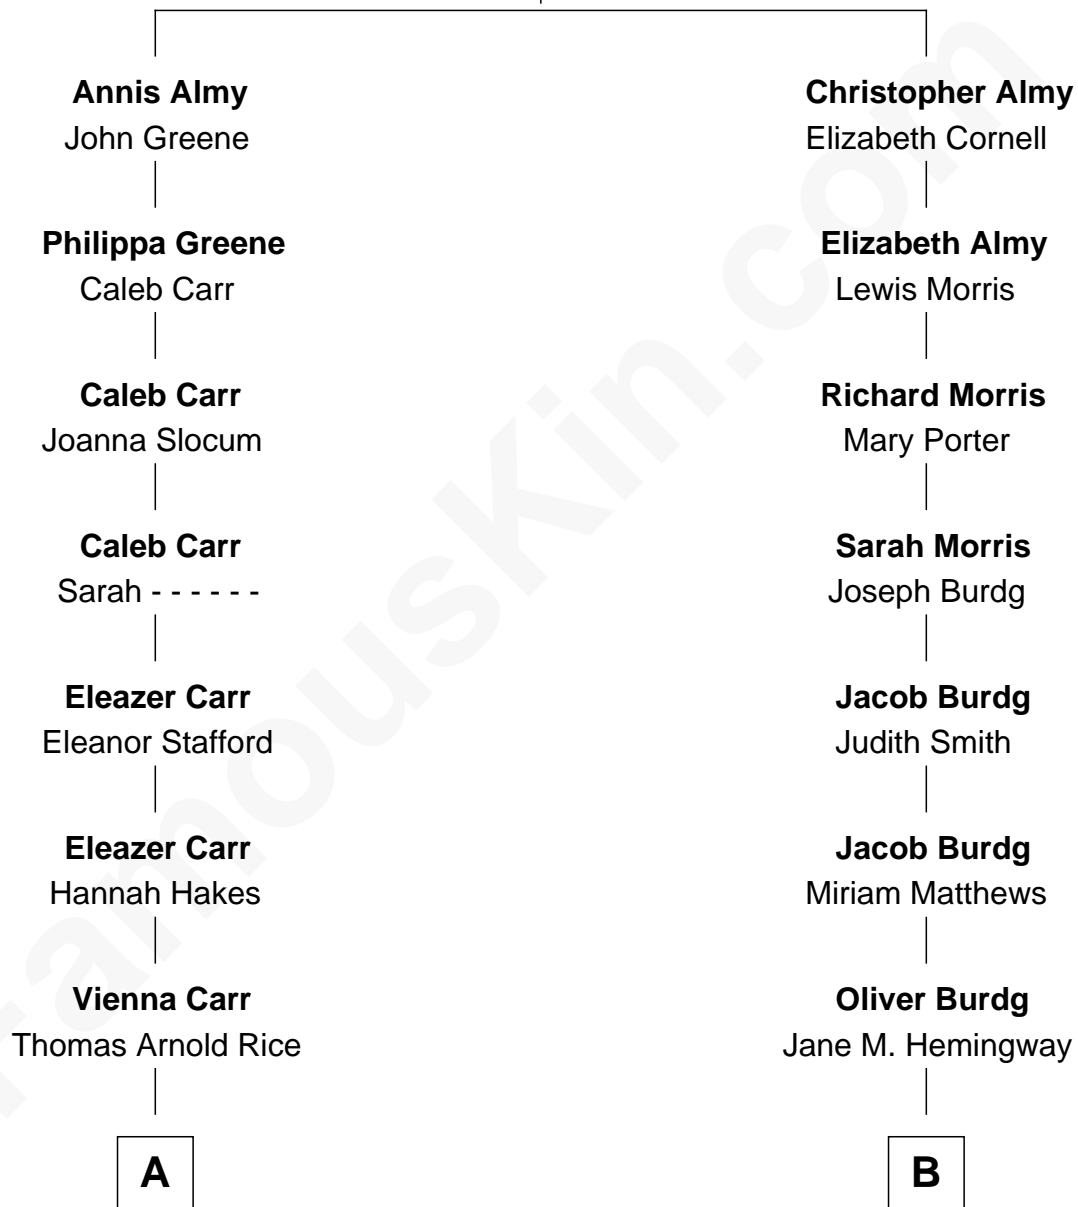 Annis Almy
John Greene
Philippa Greene
Caleb Carr
Caleb Carr
Joanna Slocum
Caleb Carr
Sarah - - - - - -
Eleazer Carr
Eleanor Stafford
Eleazer Carr
Hannah Hakes
Vienna Carr
Thomas Arnold Rice
A
Christopher Almy
Elizabeth Cornell
Elizabeth Almy
Lewis Morris
Richard Morris
Mary Porter
Sarah Morris
Joseph Burdg
Jacob Burdg
Judith Smith
Jacob Burdg
Miriam Matthews
Oliver Burdg
Jane M. Hemingway
B
FamousKin.com